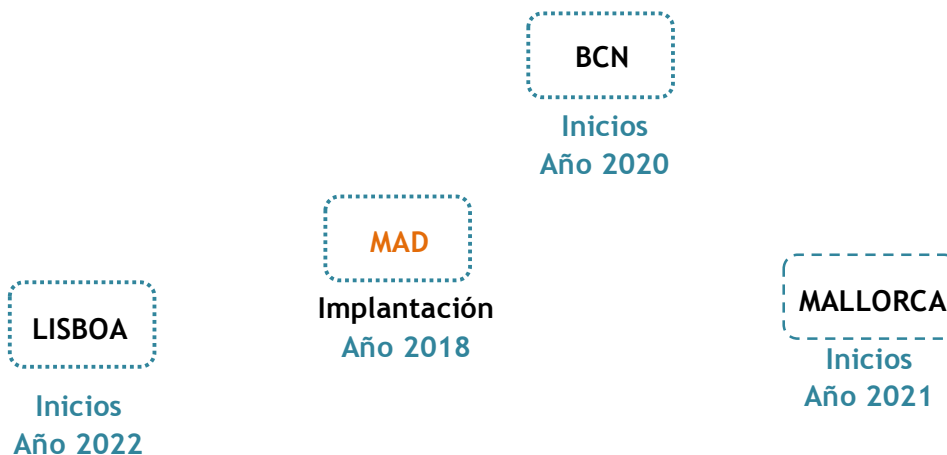 BCN
Inicios
Año 2020
MAD
Implantación
Año 2018
MALLORCA
Inicios
Año 2021
LISBOA
Inicios
Año 2022